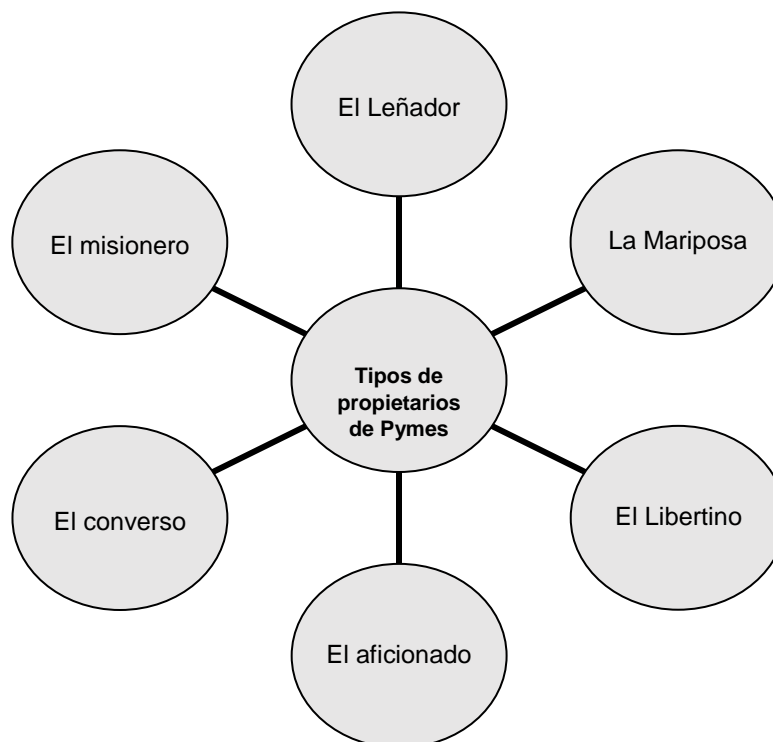 El Leñador
El misionero
La Mariposa
Tipos de
propietarios
de Pymes
El converso
El Libertino
El aficionado